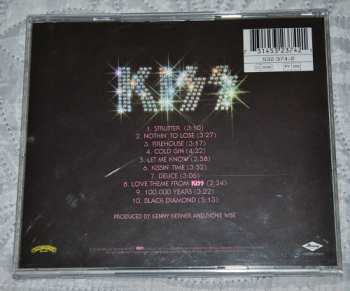 KISS
532 374-2
1. STRUTTER (3:10)
2. NOTHIN' TO LOSE (3:27)
3. FIREHOUSE (3:17)
4. COLD GIN (4:22)
5. LET ME KNOW (2:58)
6. KISSIN' TIME (3:52)
7. DEUCE (3:06)
8. LOVE THEME FROM KISS (2:24)
9. 100,000 YEARS (3:22)
10. BLACK DIAMOND (5:13)
PRODUCED BY KENNY KERNER AND RICHIE WISE